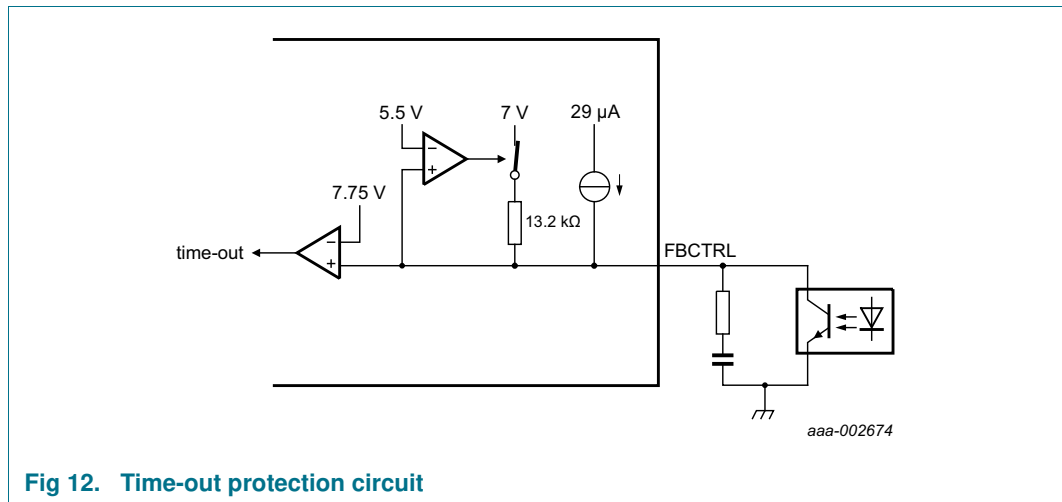 5.5 V
7 V
29 μA
−
+
7.75 V
13.2 kΩ
time-out
−
+
FBCTRL
aaa-002674
Fig 12. Time-out protection circuit